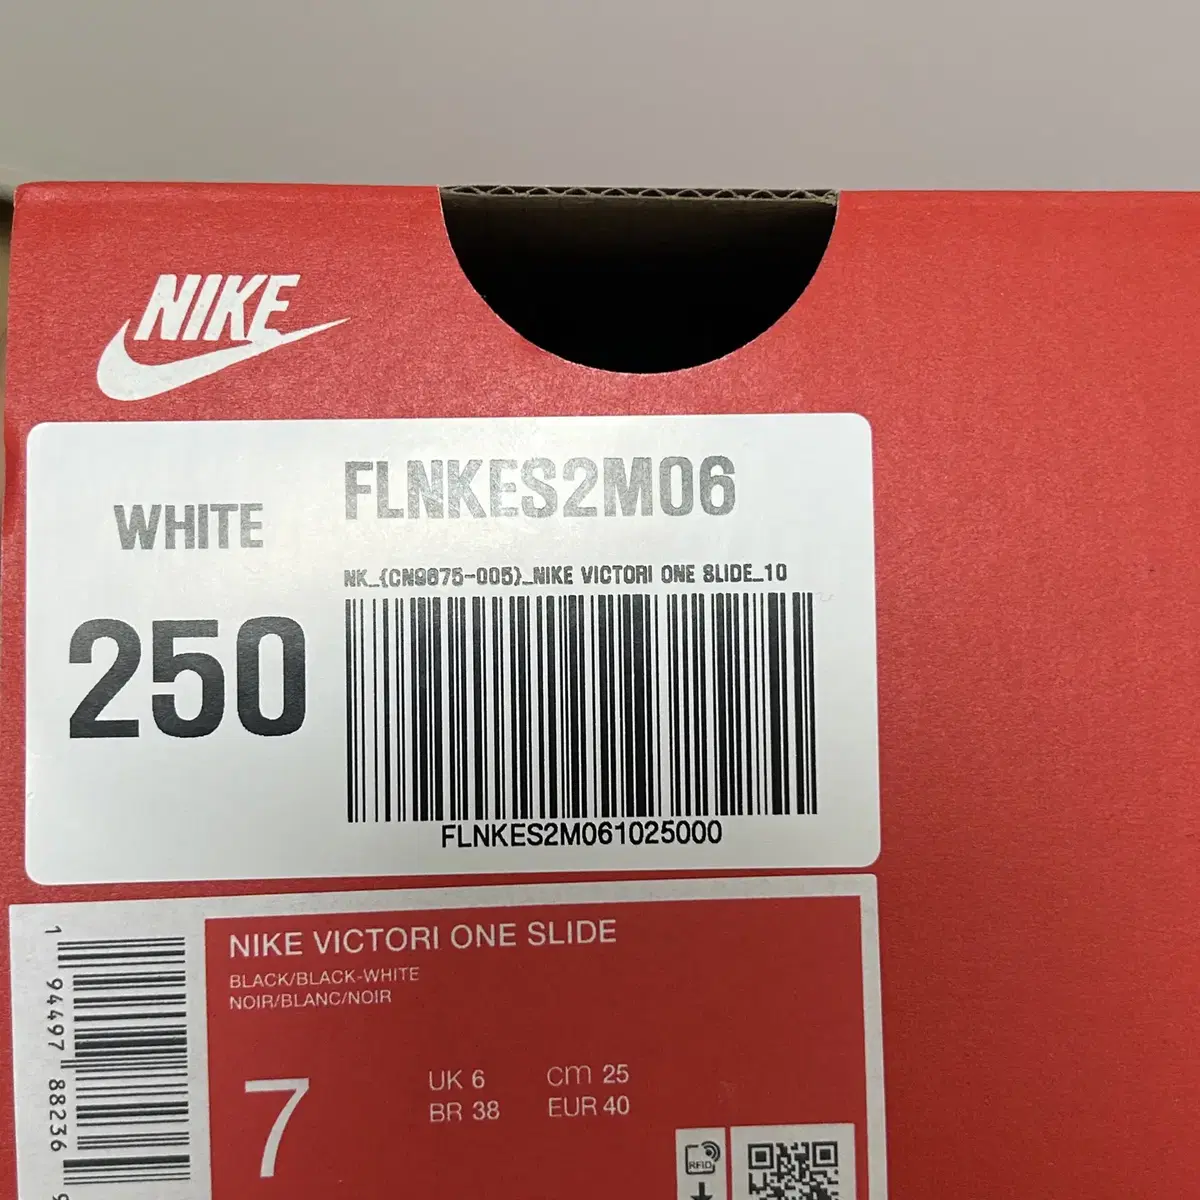 NIKE
WHITE
FLNKES2M06
NK_{CN9675-005}_NIKE VICTORI ONE SLIDE_10
250
FLNKES2M061025000
NIKE VICTORI ONE SLIDE
BLACK/BLACK-WHITE
NOIR/BLANC/NOIR
1 94497 88236
7
UK 6
cm 25
BR 38
EUR 40
RFID